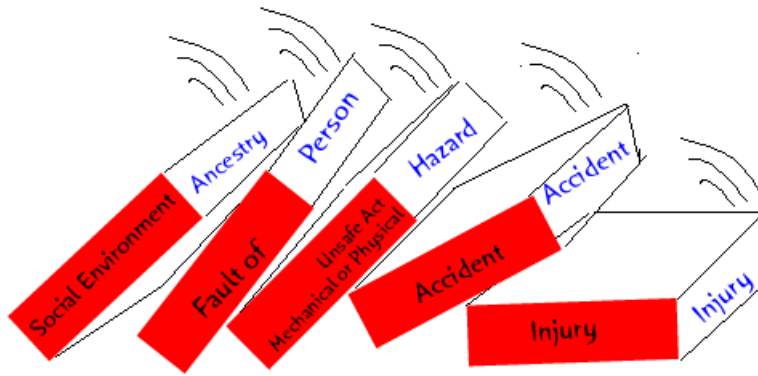 Social Environment
Ancestry
Fault of
Person
Unsafe Act
Mechanical or Physical
Hazard
Accident
Accident
Injury
Injury